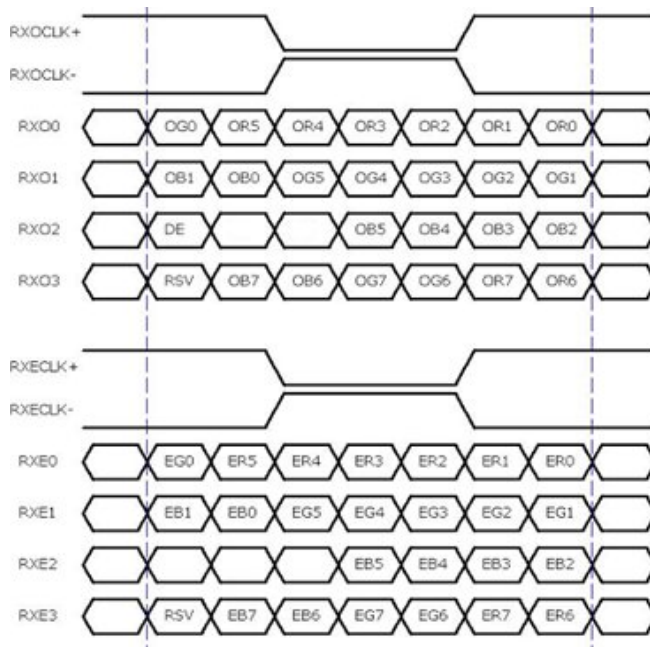 RXOCLK+
RXOCLK-
RXO0 OG0 OR5 OR4 OR3 OR2 OR1 OR0
RXO1 OB1 OB0 OG5 OG4 OG3 OG2 OG1
RXO2 DE OB5 OB4 OB3 OB2
RXO3 RSV OB7 OB6 OG7 OG6 OR7 OR6
RXECLK+
RXECLK-
RXE0 EG0 ER5 ER4 ER3 ER2 ER1 ER0
RXE1 EB1 EB0 EG5 EG4 EG3 EG2 EG1
RXE2 EB5 EB4 EB3 EB2
RXE3 RSV EB7 EB6 EG7 EG6 ER7 ER6